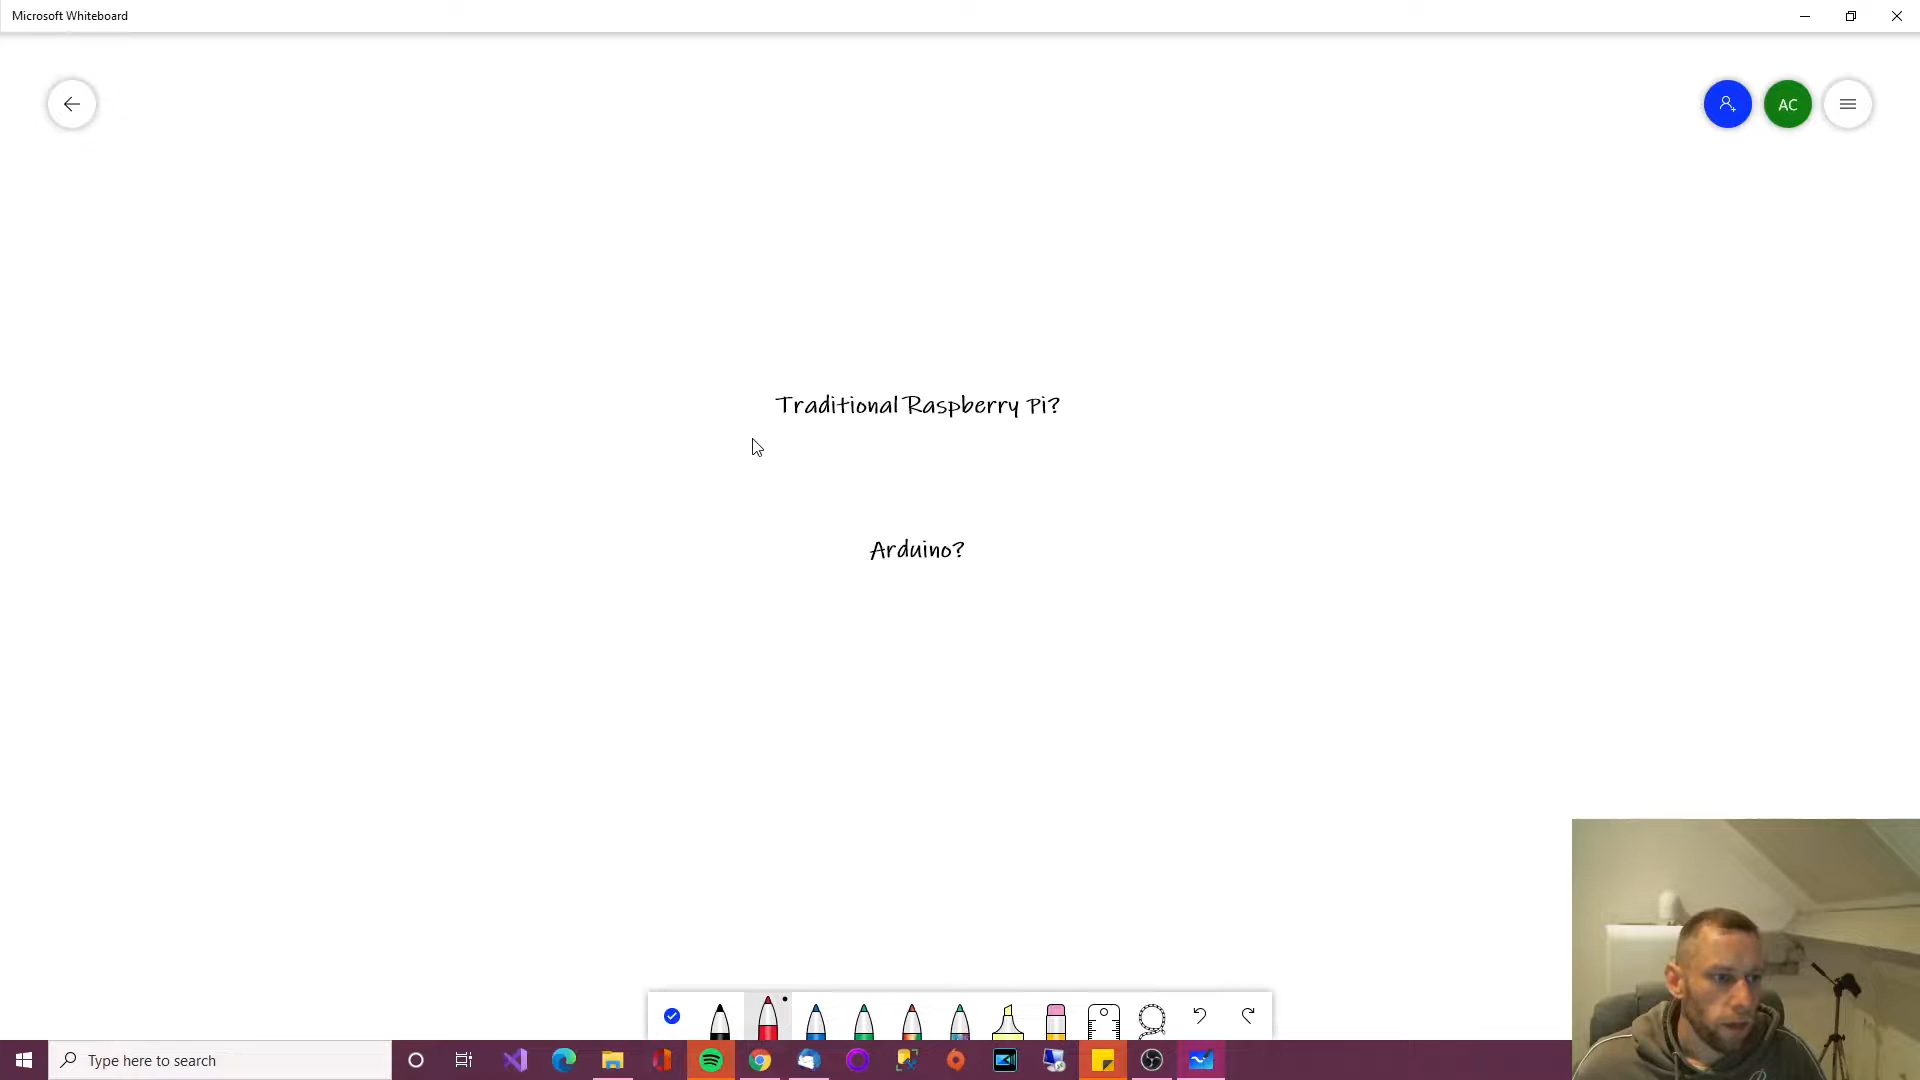 Microsoft Whiteboard
AC
Traditional Raspberry Pi?
Arduino?
Type here to search